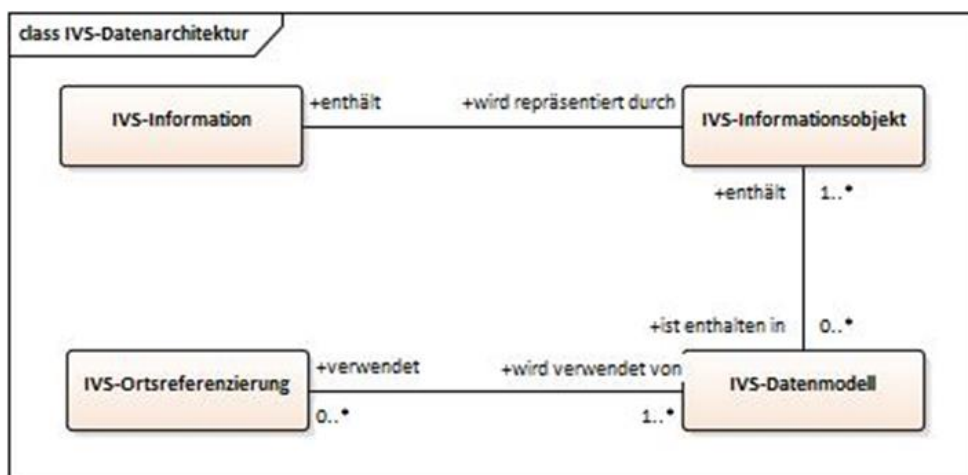 class IVS-Datenarchitektur
IVS-Information
+enthält
+wird repräsentiert durch
IVS-Informationsobjekt
+enthält
1..*
+ist enthalten in
0..*
IVS-Ortsreferenzierung
+verwendet
0..*
+wird verwendet von
1..*
IVS-Datenmodell